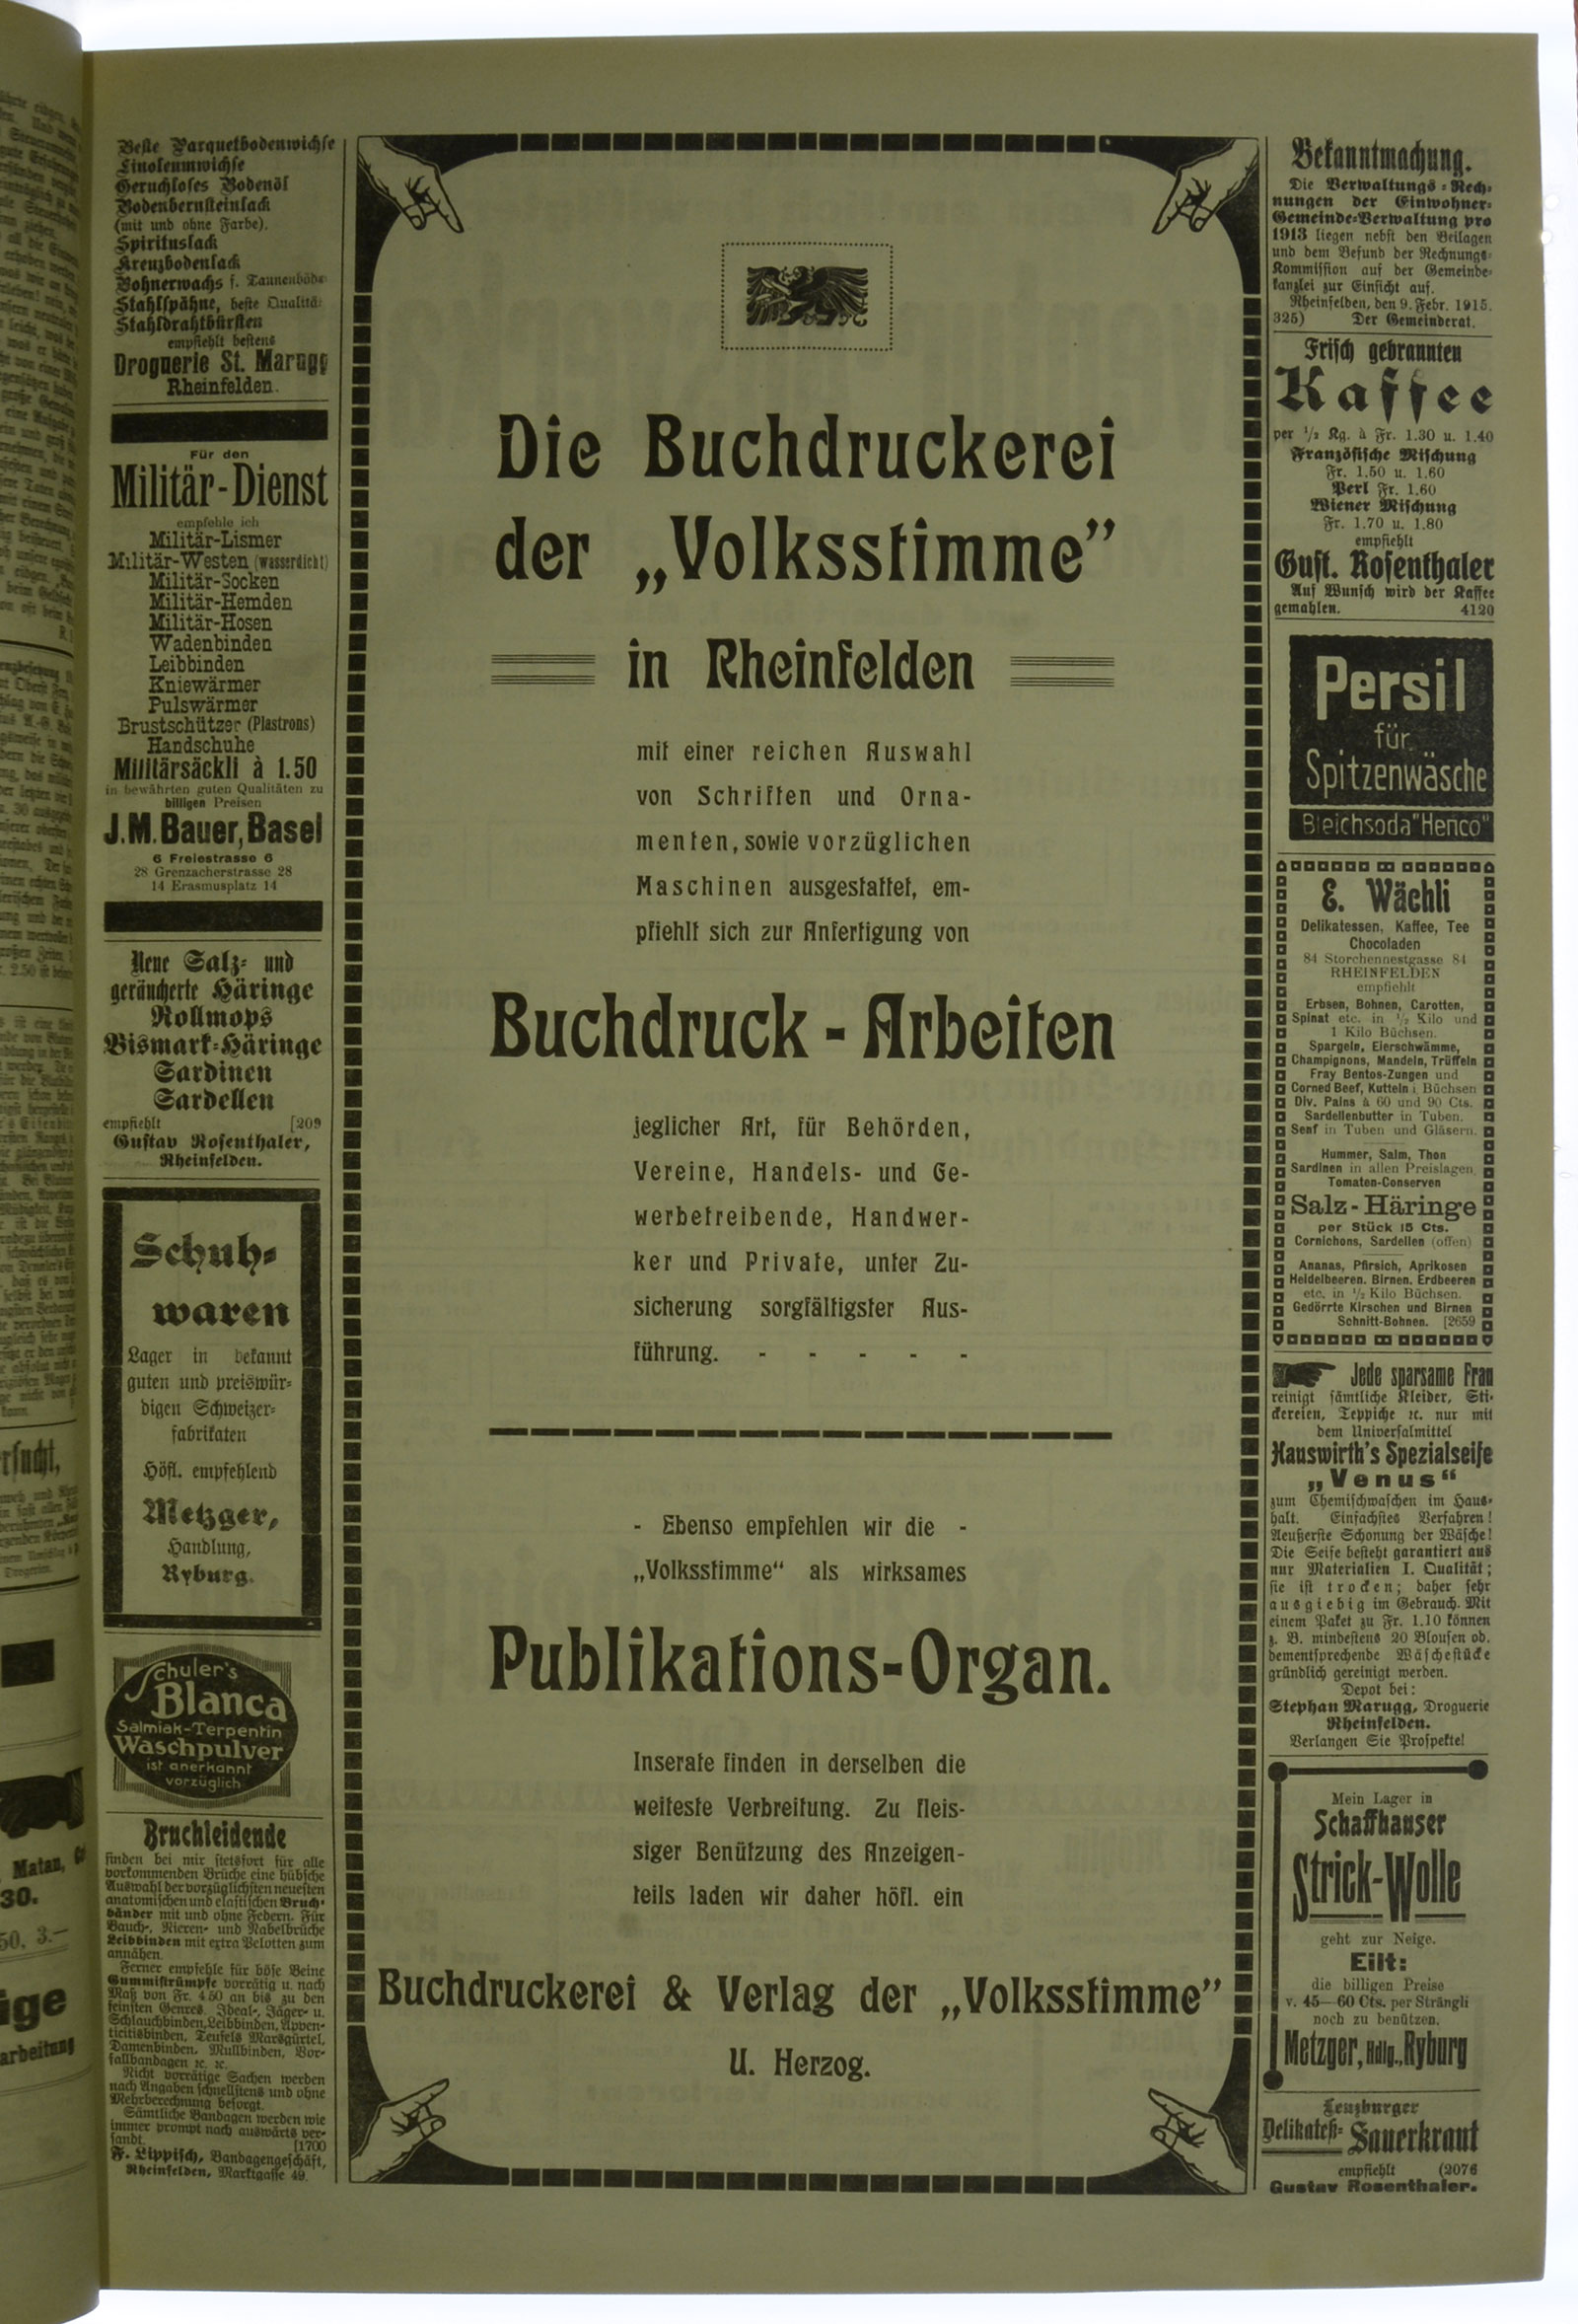 Beste Parquetbodenwichse
Linoleumwichse
Geruchloses Bodenöl
Bodenbernsteinlack
(mit und ohne Farbe).
Spirituslack
Kreuzbodenlack
Bohnerwachs f. Tannenböde
Stahlspähne, beste Qualitä
Stahldrahtbürsten
empfiehlt bestens
Droguerie St. Marugg
Rheinfelden.
Für den
Militär-Dienst
empfehle ich
Militär-Lismer
Militär-Westen (wasserdicht)
Militär-Socken
Militär-Hemden
Militär-Hosen
Wadenbinden
Leibbinden
Kniewärmer
Pulswärmer
Brustschützer (Plastrons)
Handschuhe
Militärsäckli à 1.50
in bewährten guten Qualitäten zu
billigen Preisen
J. M. Bauer, Basel
6 Freiestrasse 6
28 Grenzacherstrasse 28
14 Erasmusplatz 14
Neue Salz- und
geräucherte Häringe
Rollmops
Bismark-Häringe
Sardinen
Sardellen
empfiehlt [209
Gustav Rosenthaler,
Rheinfelden.
Schuh-
waren
Lager in bekannt
guten und preiswür-
digen Schweizer-
fabrikaten
Höfl. empfehlend
Metzger,
Handlung,
Ryburg.
Schuler's
Blanca
Salmiak-Terpentin
Waschpulver
ist anerkannt
vorzüglich
Bruchleidende
finden bei mir stetsfort für alle
vorkommenden Brüche eine hübsche
Auswahl der vorzüglichsten neuesten
anatomischen und elastischen Bruch-
bänder mit und ohne Federn. Für
Bauch-, Nieren- und Nabelbrüche
Leibbinden mit extra Pelotten zum
annähen.
Ferner empfehle für böse Beine
Gummistrümpfe vorrätig u. nach
Maß von Fr. 4.50 an bis zu den
feinsten Genres. Ideal-, Jäger- u.
Schlauchbinden, Leibbinden, Appen-
ticitisbinden, Teufels Marsgürtel,
Damenbinden, Mullbinden, Vor-
fallbandagen ꝛc. ꝛc.
Nicht vorrätige Sachen werden
nach Angaben schnellstens und ohne
Mehrberechnung besorgt.
Sämtliche Bandagen werden wie
immer prompt nach auswärts ver-
sandt. [1700
F. Lippisch, Bandagengeschäft,
Rheinfelden, Marktgasse 49.
Die Buchdruckerei
der „Volksstimme”
in Rheinfelden
mit einer reichen Auswahl
von Schriften und Orna-
menten, sowie vorzüglichen
Maschinen ausgestattet, em-
pfiehlt sich zur Anfertigung von
Buchdruck - Arbeiten
jeglicher Art, für Behörden,
Vereine, Handels- und Ge-
werbetreibende, Handwer-
ker und Private, unter Zu-
sicherung sorgfältigster Aus-
führung. - - - - -
- Ebenso empfehlen wir die -
„Volksstimme“ als wirksames
Publikations-Organ.
Inserate finden in derselben die
weiteste Verbreitung. Zu fleis-
siger Benützung des Anzeigen-
teils laden wir daher höfl. ein
Buchdruckerei & Verlag der „Volksstimme”
U. Herzog.
Bekanntmachung.
Die Verwaltungs-Rech-
nungen der Einwohner-
Gemeinde-Verwaltung pro
1913 liegen nebst den Beilagen
und dem Befund der Rechnungs-
Kommission auf der Gemeinde-
kanzlei zur Einsicht auf.
Rheinfelden, den 9. Febr. 1915.
325) Der Gemeinderat.
Frisch gebrannten
Kaffee
per ½ Kg. à Fr. 1.30 u. 1.40
Französische Mischung
Fr. 1.50 u. 1.60
Perl Fr. 1.60
Wiener Mischung
Fr. 1.70 u. 1.80
empfiehlt
Gust. Rosenthaler
Auf Wunsch wird der Kaffee
gemahlen. 4120
Persil
für
Spitzenwäsche
Bleichsoda "Henco"
E. Wächli
Delikatessen, Kaffee, Tee
Chocoladen
84 Storchennestgasse 84
RHEINFELDEN
empfiehlt
Erbsen, Bohnen, Carotten,
Spinat etc. in ½ Kilo und
1 Kilo Büchsen.
Spargeln, Eierschwämme,
Champignons, Mandeln, Trüffeln
Fray Bentos-Zungen und
Corned Beef, Kutteln i. Büchsen
Div. Pains à 60 und 90 Cts.
Sardellenbutter in Tuben.
Senf in Tuben und Gläsern.
Hummer, Salm, Thon
Sardinen in allen Preislagen
Tomaten-Conserven
Salz-Häringe
per Stück 15 Cts.
Cornichons, Sardellen (offen)
Ananas, Pfirsich, Aprikosen
Heidelbeeren, Birnen, Erdbeeren
etc. in ½ Kilo Büchsen.
Gedörrte Kirschen und Birnen
Schnitt-Bohnen. [2659
Jede sparsame Frau
reinigt sämtliche Kleider, Sti-
ckereien, Teppiche ꝛc. nur mit
dem Universalmittel
Hauswirth's Spezialseife
„Venus“
zum Chemischwaschen im Haus-
halt. Einfachstes Verfahren!
Aeußerste Schonung der Wäsche!
Die Seife besteht garantiert aus
nur Materialien I. Qualität;
sie ist trocken; daher sehr
ausgiebig im Gebrauch. Mit
einem Paket zu Fr. 1.10 können
z. B. mindestens 20 Blousen od.
dementsprechende Wäschestücke
gründlich gereinigt werden.
Depot bei:
Stephan Marugg, Droguerie
Rheinfelden.
Verlangen Sie Prospekte!
Mein Lager in
Schaffhauser
Strick-Wolle
geht zur Neige.
Eilt:
die billigen Preise
v. 45—60 Cts. per Strängli
noch zu benützen.
Metzger, Hdlg., Ryburg
Lenzburger
Delikateß-Sauerkraut
empfiehlt (2076
Gustav Rosenthaler.